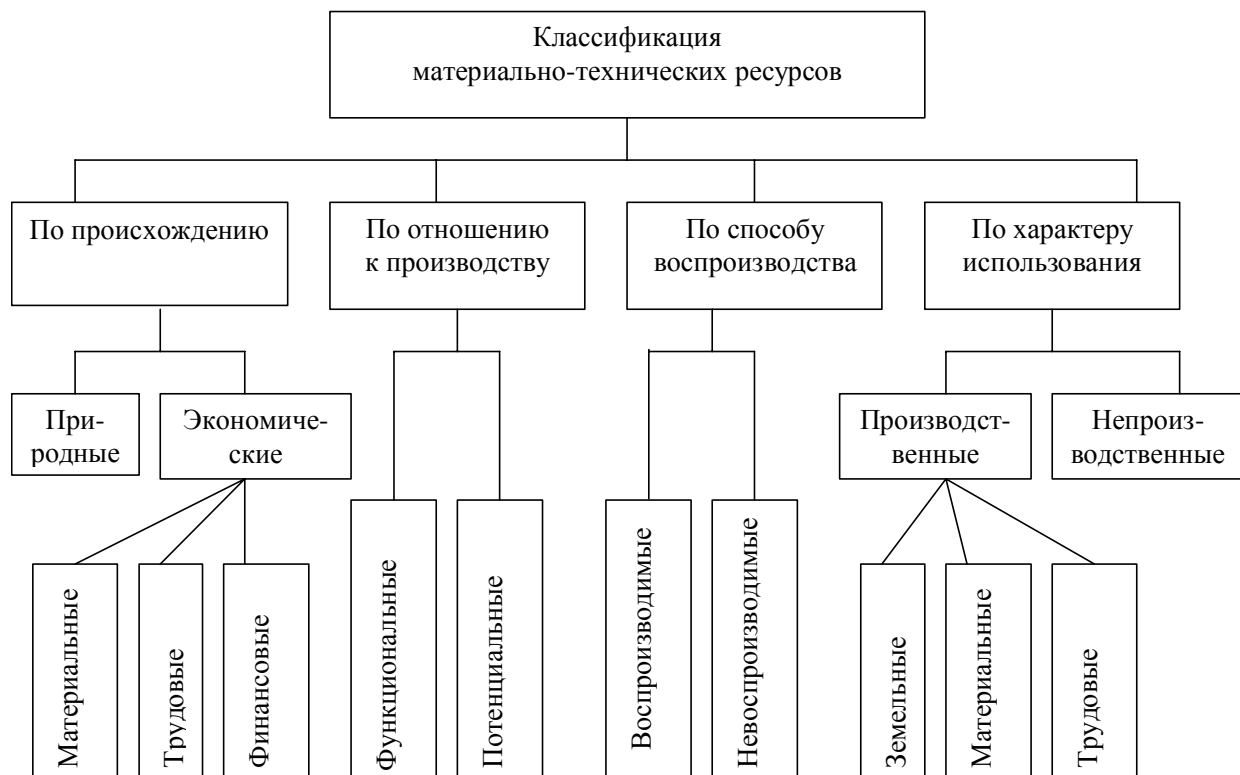 Классификация
материально-технических ресурсов
По происхождению
По отношению
к производству
По способу
воспроизводства
По характеру
использования
При-
родные
Экономиче-
ские
Производст-
венные
Непроиз-
водственные
Материальные
Трудовые
Финансовые
Функциональные
Потенциальные
Воспроизводимые
Невоспроизводимые
Земельные
Материальные
Трудовые